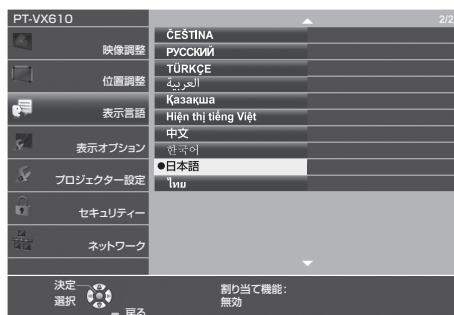 PT-VX610
2/2
映像調整
位置調整
表示言語
表示オプション
プロジェクター設定
セキュリティー
ネットワーク
ČEŠTINA
РУССКИЙ
TÜRKÇE
العربية
Қазақша
Hiện thị tiếng Việt
中文
한국어
●日本語
ไทย
決定
選択
戻る
割り当て機能:
無効